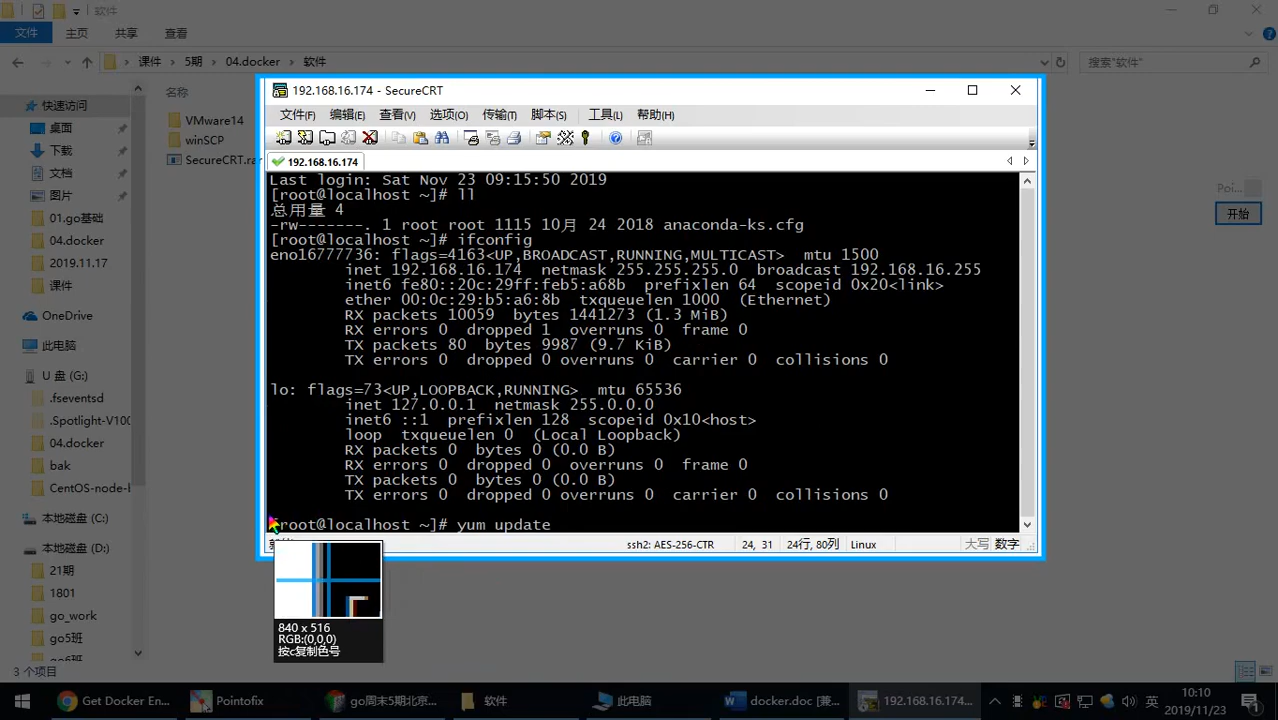 软件
文件
主页
共享
查看
课件
5期
04.docker
软件
搜索"软件"
快速访问
桌面
下载
文档
图片
01.go基础
04.docker
2019.11.17
课件
OneDrive
此电脑
U 盘 (G:)
.fseventsd
.Spotlight-V100
04.docker
bak
本地磁盘 (C:)
本地磁盘 (D:)
21期
1801
go_work
go5班
3 个项目
名称
VMware14
winSCP
SecureCRT.rar
开始
192.168.16.174 - SecureCRT
文件(F)
编辑(E)
查看(V)
选项(O)
传输(T)
脚本(S)
工具(L)
帮助(H)
192.168.16.174
Last login: Sat Nov 23 09:15:50 2019
[root@localhost ~]# ll
总用量 4
-rw-------. 1 root root 1115 10月 24 2018 anaconda-ks.cfg
[root@localhost ~]# ifconfig
eno16777736: flags=4163<UP,BROADCAST,RUNNING,MULTICAST> mtu 1500
inet 192.168.16.174 netmask 255.255.255.0 broadcast 192.168.16.255
inet6 fe80::20c:29ff:feb5:a68b prefixlen 64 scopeid 0x20<link>
ether 00:0c:29:b5:a6:8b txqueuelen 1000 (Ethernet)
RX packets 10059 bytes 1441273 (1.3 MiB)
RX errors 0 dropped 1 overruns 0 frame 0
TX packets 80 bytes 9987 (9.7 KiB)
TX errors 0 dropped 0 overruns 0 carrier 0 collisions 0
lo: flags=73<UP,LOOPBACK,RUNNING> mtu 65536
inet 127.0.0.1 netmask 255.0.0.0
inet6 ::1 prefixlen 128 scopeid 0x10<host>
loop txqueuelen 0 (Local Loopback)
RX packets 0 bytes 0 (0.0 B)
RX errors 0 dropped 0 overruns 0 frame 0
TX packets 0 bytes 0 (0.0 B)
TX errors 0 dropped 0 overruns 0 carrier 0 collisions 0
[root@localhost ~]# yum update
ssh2: AES-256-CTR
24, 31
24行, 80列
Linux
大写
数字
840 x 516
RGB:(0,0,0)
按c复制色号
Get Docker En...
Pointofix
go周末5期北京...
软件
此电脑
docker.doc [兼...
192.168.16.174...
英
10:10
2019/11/23